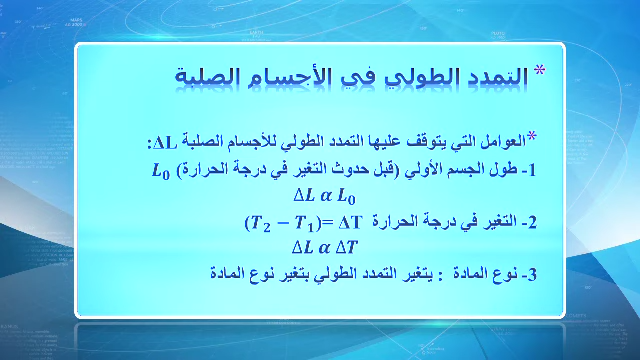 * التمدد الطولي في الأجسام الصلبة
*العوامل التي يتوقف عليها التمدد الطولي للأجسام الصلبة ΔL:
1- طول الجسم الأولي (قبل حدوث التغير في درجة الحرارة) L₀
ΔL α L₀
2- التغير في درجة الحرارة ΔT =(T₂ − T₁)
ΔL α ΔT
3- نوع المادة : يتغير التمدد الطولي بتغير نوع المادة